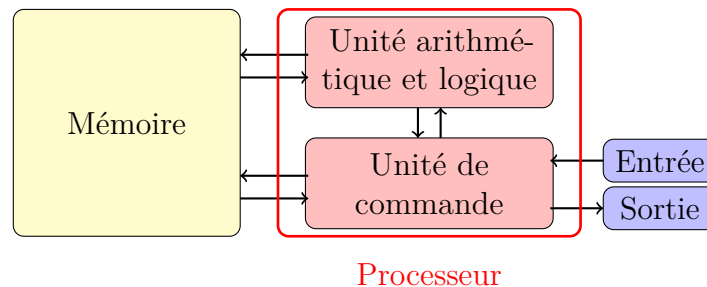 Mémoire
Unité arithmé-
tique et logique
Unité de
commande
Entrée
Sortie
Processeur